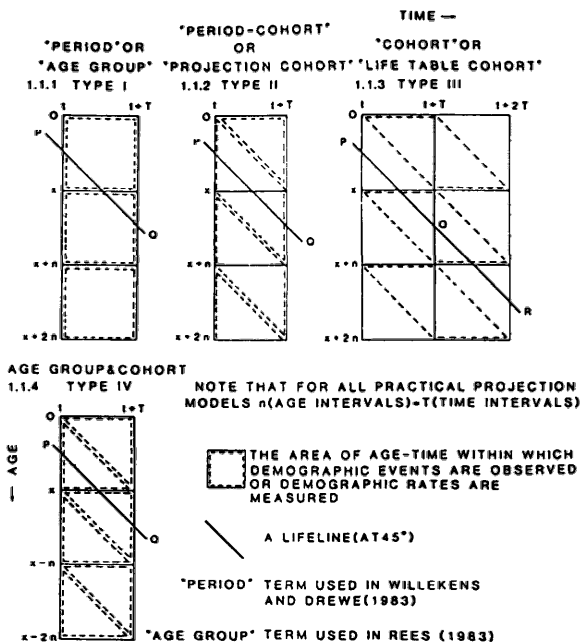 TIME —
"PERIOD-COHORT"
"PERIOD" OR OR "COHORT" OR
"AGE GROUP" "PROJECTION COHORT" "LIFE TABLE COHORT"
1.1.1 TYPE I 1.1.2 TYPE II 1.1.3 TYPE III
t t+T t t+T t t+T t+2T
O O O
P P P
x x x
Q Q Q
x+n x+n x+n
R
x+2n x+2n x+2n
AGE GROUP&COHORT
1.1.4 TYPE IV
t t+T
O
P
x
Q
x-n
x-2n
← AGE
NOTE THAT FOR ALL PRACTICAL PROJECTION
MODELS n(AGE INTERVALS)=T(TIME INTERVALS)
THE AREA OF AGE-TIME WITHIN WHICH
DEMOGRAPHIC EVENTS ARE OBSERVED
OR DEMOGRAPHIC RATES ARE
MEASURED
A LIFELINE(AT45°)
"PERIOD" TERM USED IN WILLEKENS
AND DREWE(1983)
"AGE GROUP" TERM USED IN REES (1983)